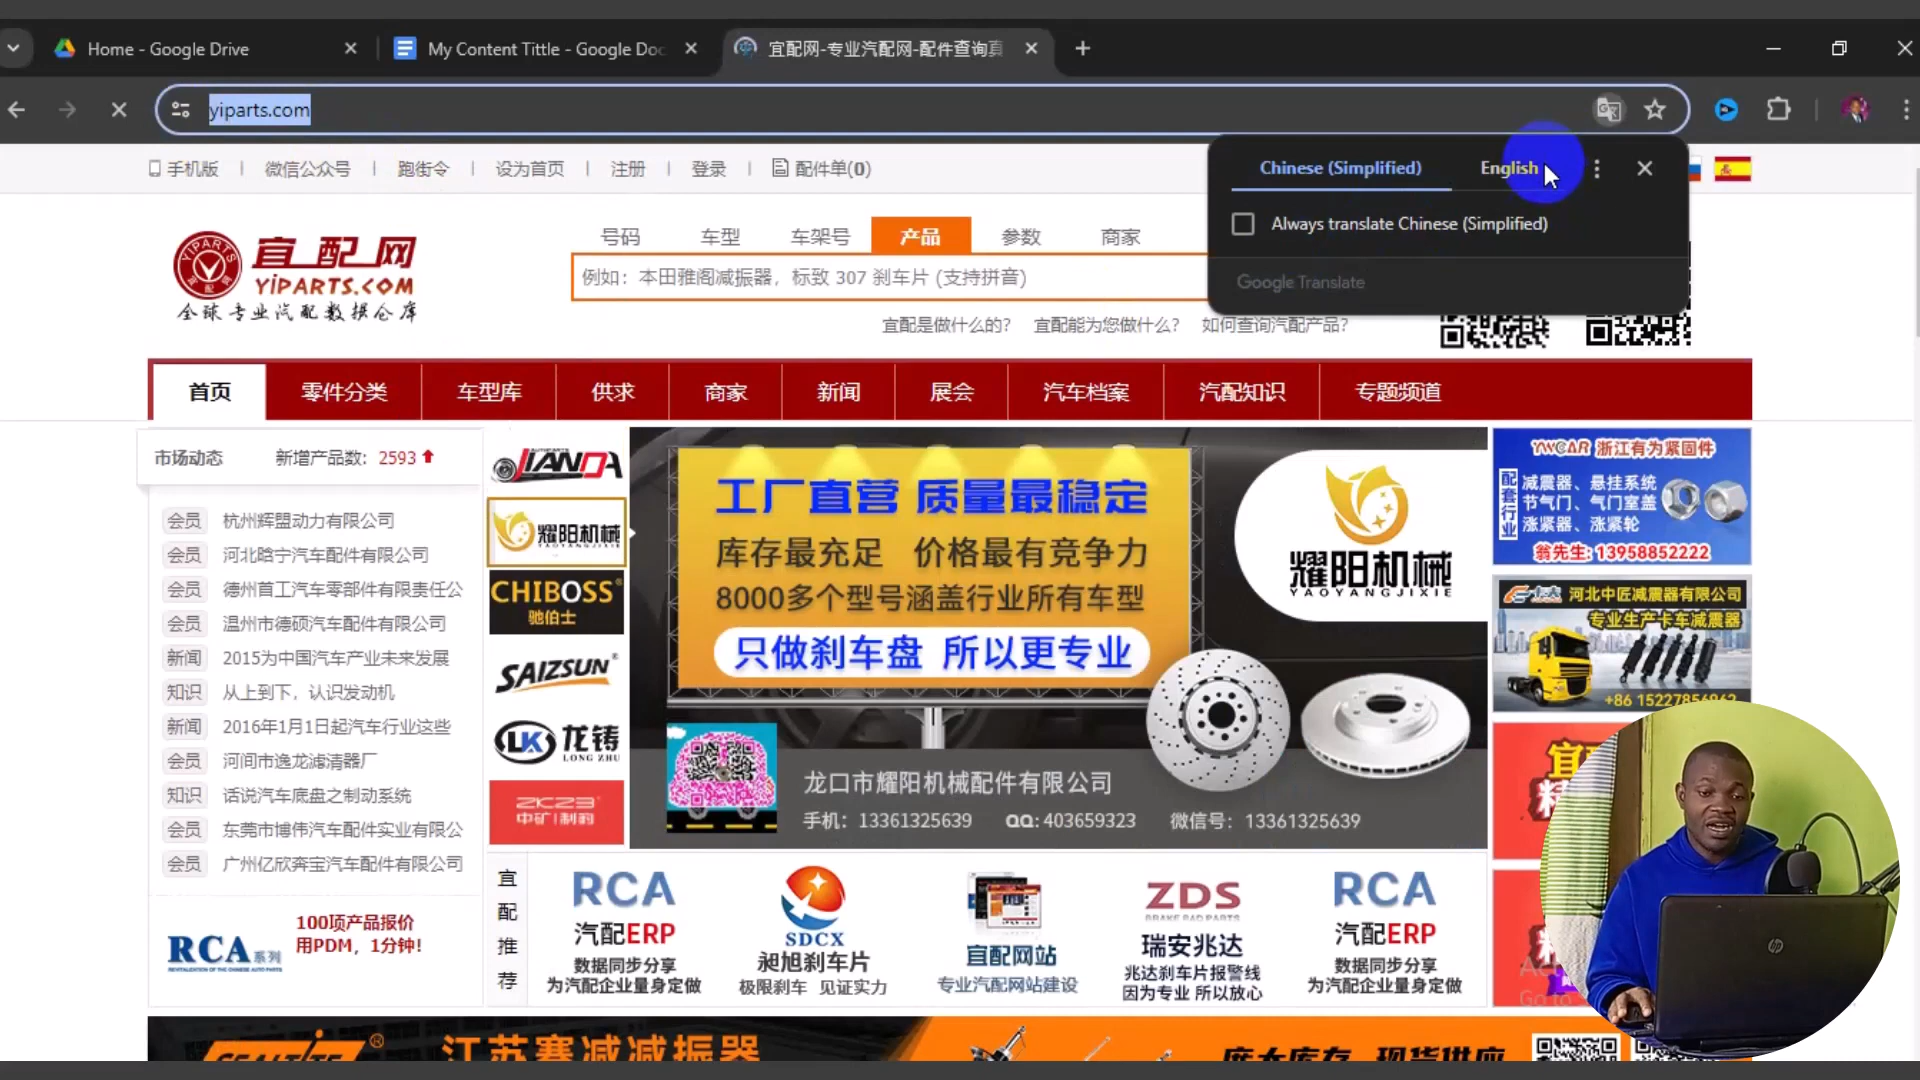 Home - Google Drive
My Content Tittle - Google Doc
宜配网-专业汽配网-配件查询真
yiparts.com
手机版
微信公众号
跑街令
设为首页
注册
登录
配件单(0)
Chinese (Simplified)
English
Always translate Chinese (Simplified)
Google Translate
YIPARTS
宜配网
YIPARTS.COM
全球专业汽配数据仓库
号码
车型
车架号
产品
参数
商家
例如：本田雅阁减振器，标致 307 刹车片 (支持拼音)
宜配是做什么的?
宜配能为您做什么?
如何查询汽配产品?
首页
零件分类
车型库
供求
商家
新闻
展会
汽车档案
汽配知识
专题频道
市场动态
新增产品数: 2593
会员 杭州辉盟动力有限公司
会员 河北晗宁汽车配件有限公司
会员 德州首工汽车零部件有限责任公
会员 温州市德硕汽车配件有限公司
新闻 2015为中国汽车产业未来发展
知识 从上到下，认识发动机
新闻 2016年1月1日起汽车行业这些
会员 河间市逸龙滤清器厂
知识 话说汽车底盘之制动系统
会员 东莞市博伟汽车配件实业有限公
会员 广州亿欣奔宝汽车配件有限公司
RCA系列
100项产品报价
用PDM，1分钟!
JIANDA
耀阳机械
CHIBOSS
驰伯士
SAIZSUN
LK 龙铸
LONG ZHU
ZKZ3
工厂直营 质量最稳定
库存最充足 价格最有竞争力
8000多个型号涵盖行业所有车型
只做刹车盘 所以更专业
耀阳机械
YAOYANGJIXIE
龙口市耀阳机械配件有限公司
手机：13361325639
QQ:403659323
微信号：13361325639
YWCAR 浙江有为紧固件
配套行业
减震器、悬挂系统
节气门、气门室盖
涨紧器、涨紧轮
翁先生: 13958852222
河北中匠减震器有限公司
专业生产卡车减震器
+86 15227856962
宜配推荐
RCA
汽配ERP
数据同步分享
为汽配企业量身定做
SDCX
昶旭刹车片
极限刹车 见证实力
宜配网站
专业汽配网站建设
ZDS
BRAKE PAD PARTS
瑞安兆达
兆达刹车片报警线
因为专业 所以放心
RCA
汽配ERP
数据同步分享
为汽配企业量身定做
江苏赛减减振器
hp